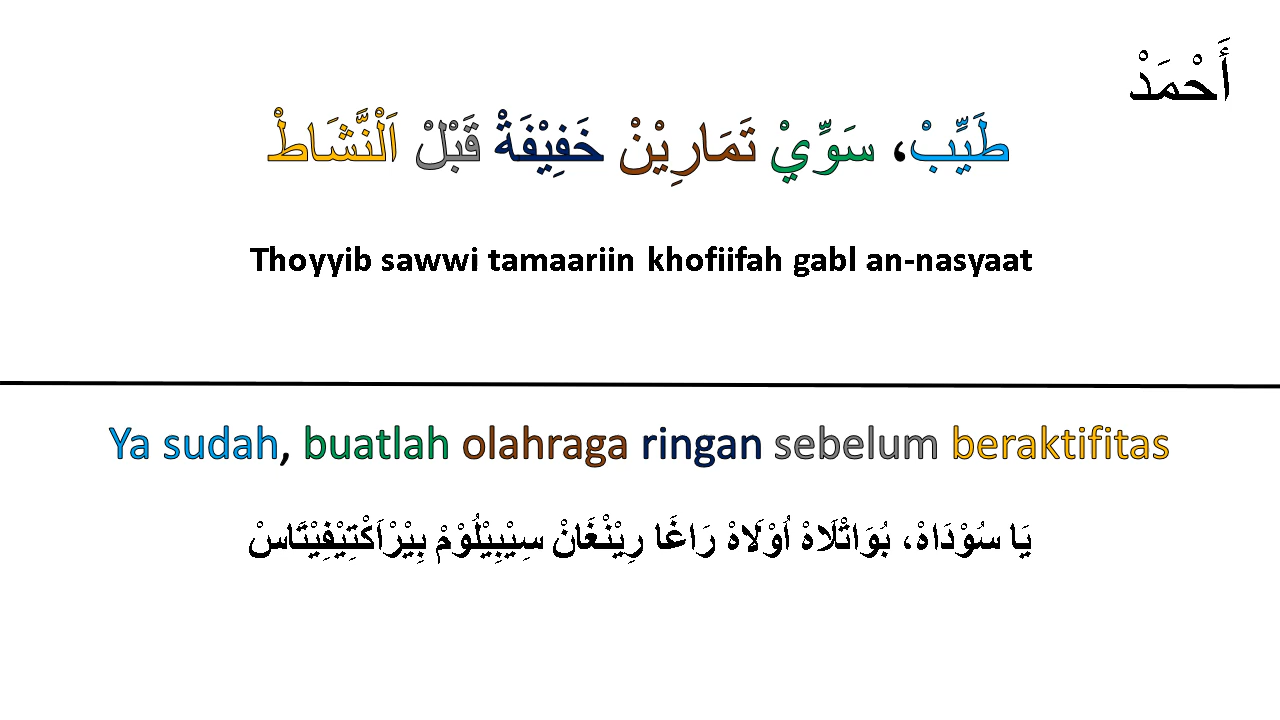 أَحْمَدْ
طَيِّبْ، سَوِّيْ تَمَارِيْنْ خَفِيْفَةْ قَبْلْ اَلْنَّشَاطْ
Thoyyib sawwi tamaariin khofiifah gabl an-nasyaat
Ya sudah, buatlah olahraga ringan sebelum beraktifitas
يَا سُوْدَاهْ، بُوَاتْلَاهْ اُوْلَاهْ رَاغَا رِيْنْغَانْ سِيْبِيْلُوْمْ بِيْرْاَكْتِيْفِيْتَاسْ